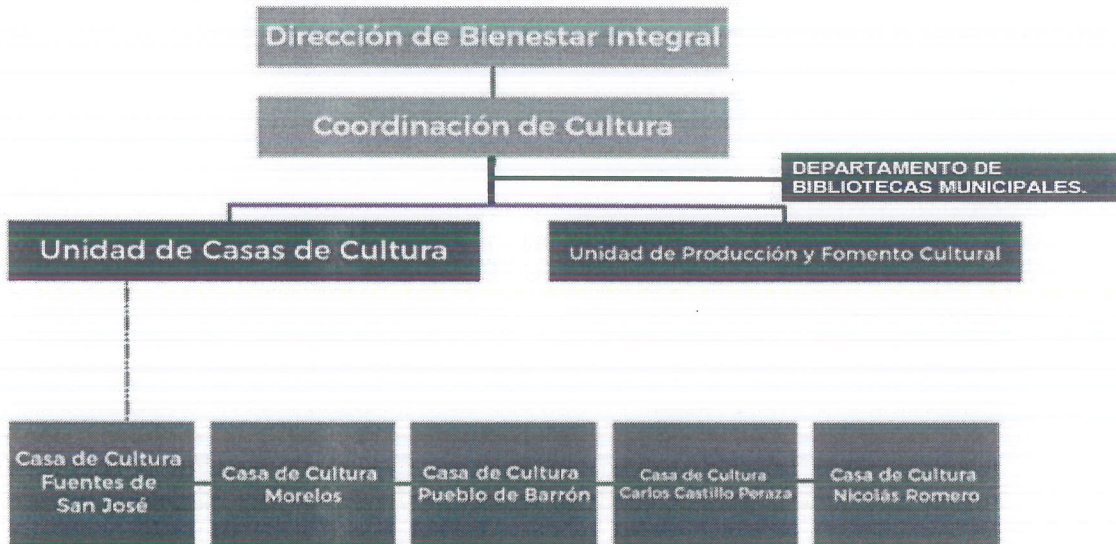 Dirección de Bienestar Integral
Coordinación de Cultura
DEPARTAMENTO DE
BIBLIOTECAS MUNICIPALES.
Unidad de Casas de Cultura
Unidad de Producción y Fomento Cultural
Casa de Cultura
Fuentes de
San José
Casa de Cultura
Morelos
Casa de Cultura
Pueblo de Barrón
Casa de Cultura
Carlos Castillo Peraza
Casa de Cultura
Nicolás Romero